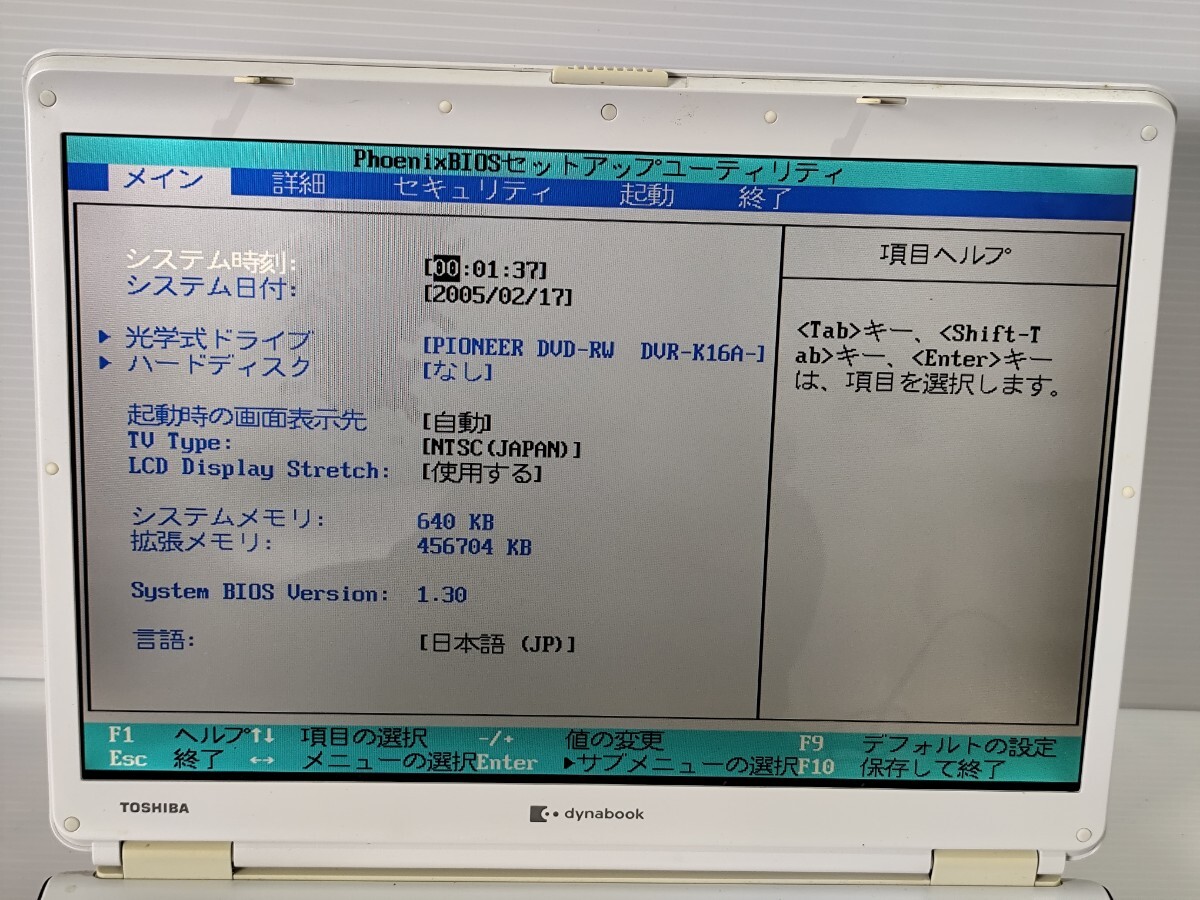 PhoenixBIOSセットアップユーティリティ
メイン 詳細 セキュリティ 起動 終了
システム時刻: [00:01:37]
システム日付: [2005/02/17]
光学式ドライブ [PIONEER DVD-RW DVR-K16A-]
ハードディスク [なし]
起動時の画面表示先 [自動]
TV Type: [NTSC(JAPAN)]
LCD Display Stretch: [使用する]
システムメモリ: 640 KB
拡張メモリ: 456704 KB
System BIOS Version: 1.30
言語: [日本語 (JP)]
項目ヘルプ
<Tab>キー、<Shift-T
ab>キー、<Enter>キー
は、項目を選択します。
F1 ヘルプ ↑↓ 項目の選択 -/+ 値の変更 F9 デフォルトの設定
Esc 終了 ←→ メニューの選択 Enter ▶サブメニューの選択 F10 保存して終了
TOSHIBA
dynabook